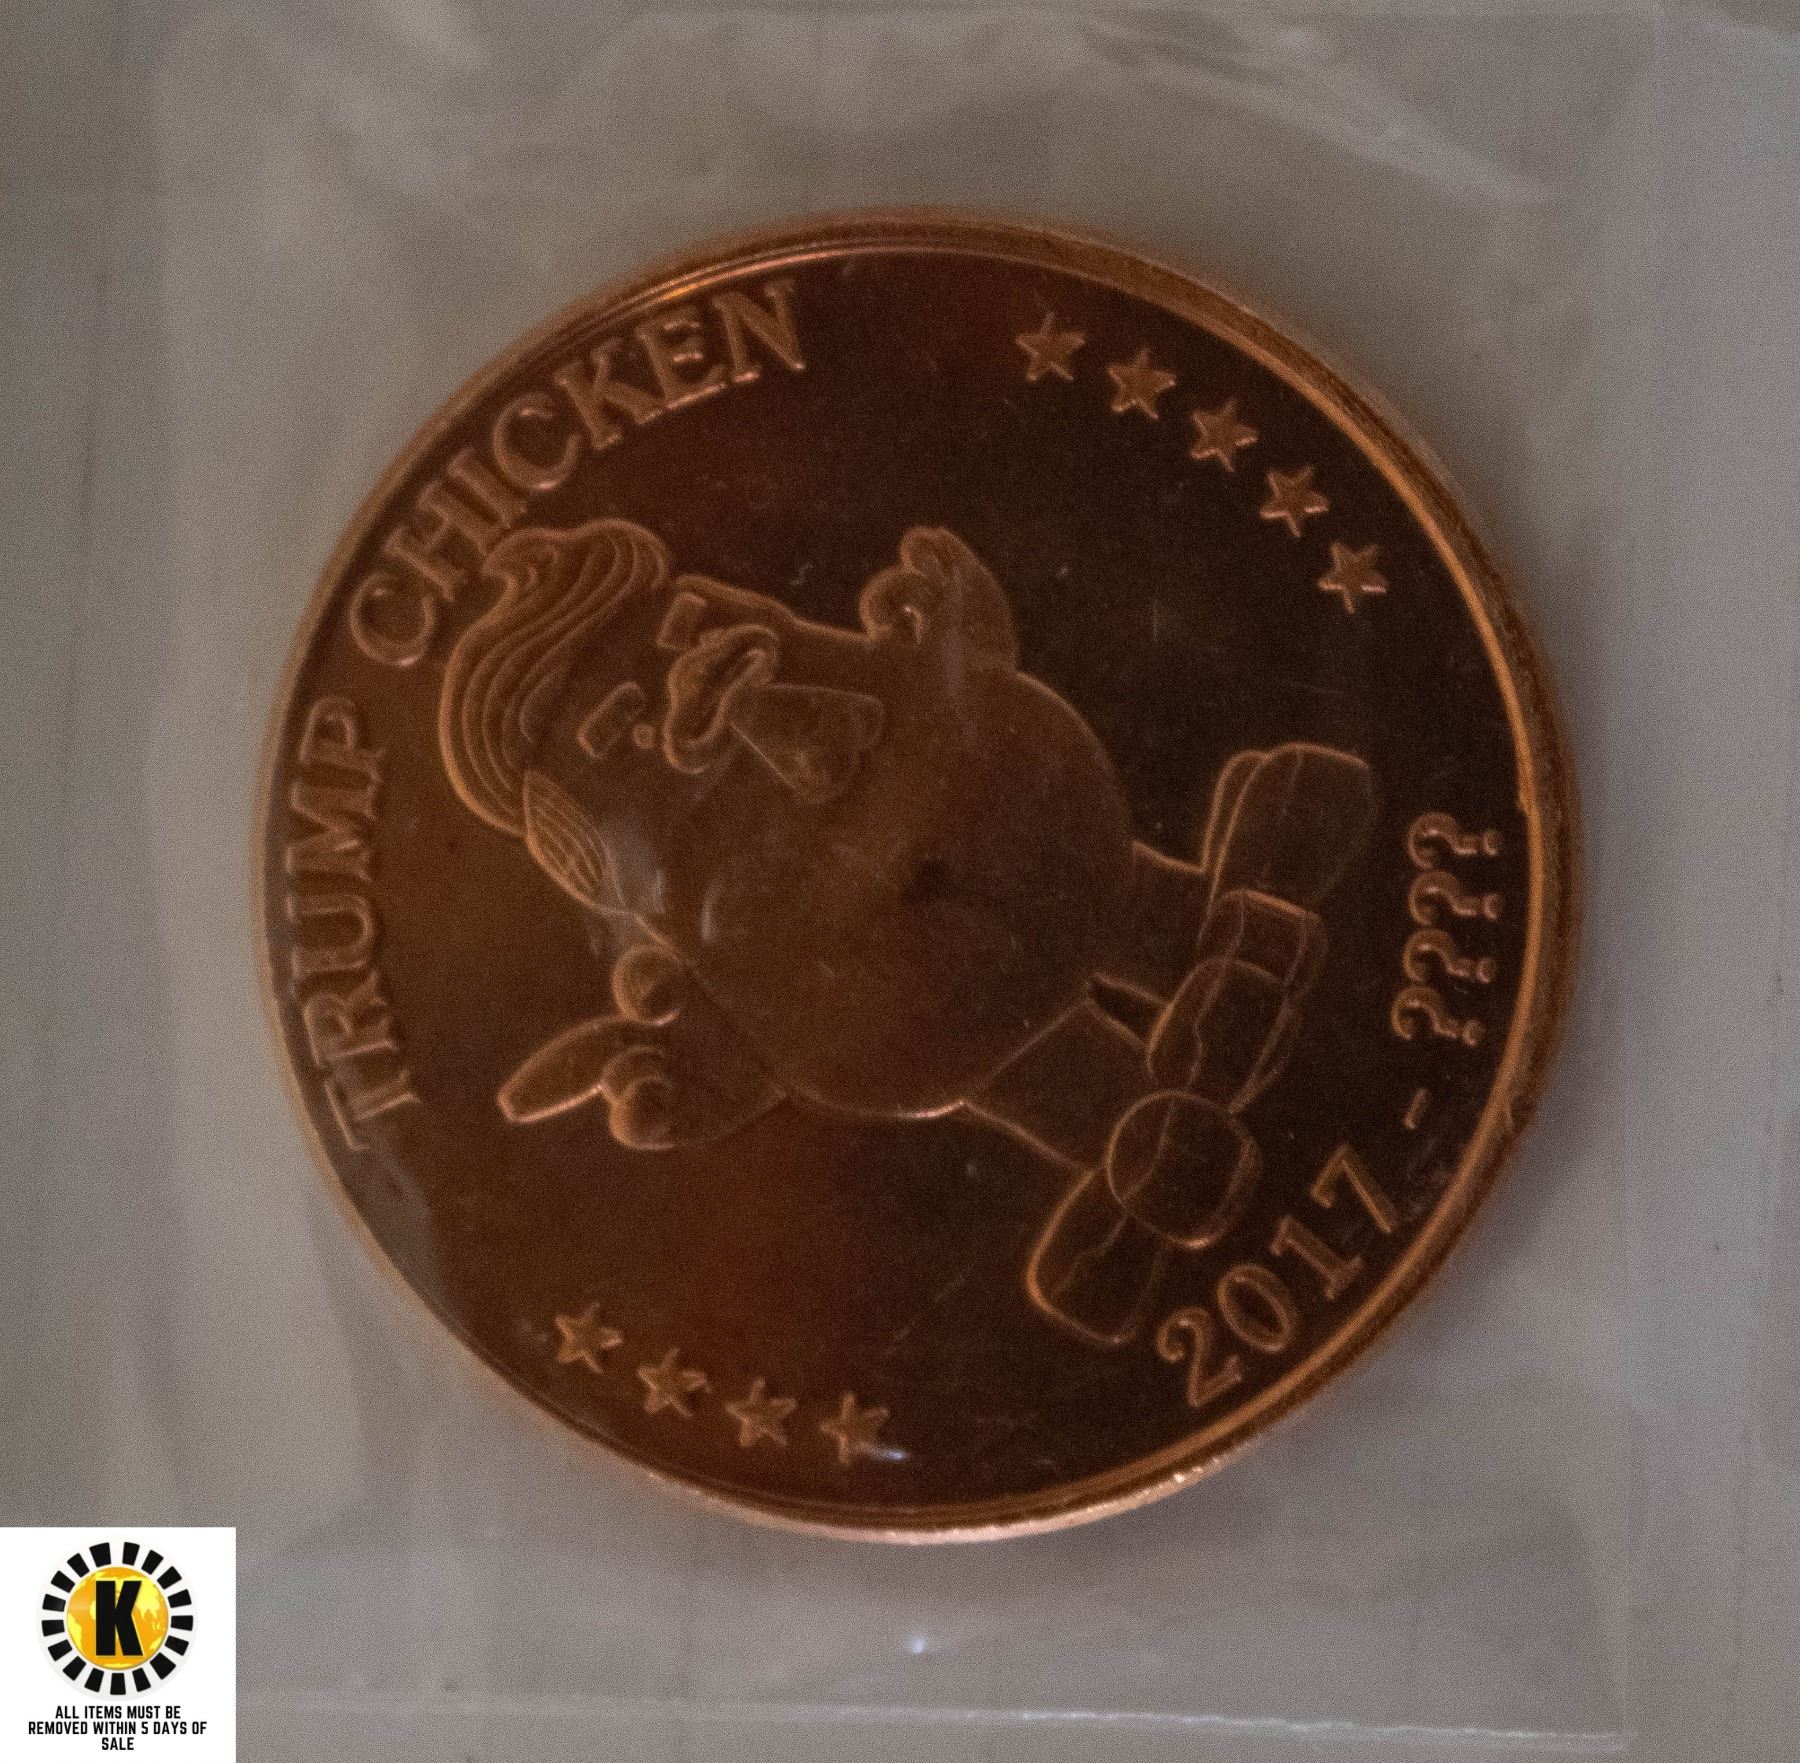 TRUMP CHICKEN
2017 - ????
K
ALL ITEMS MUST BE
REMOVED WITHIN 5 DAYS OF
SALE